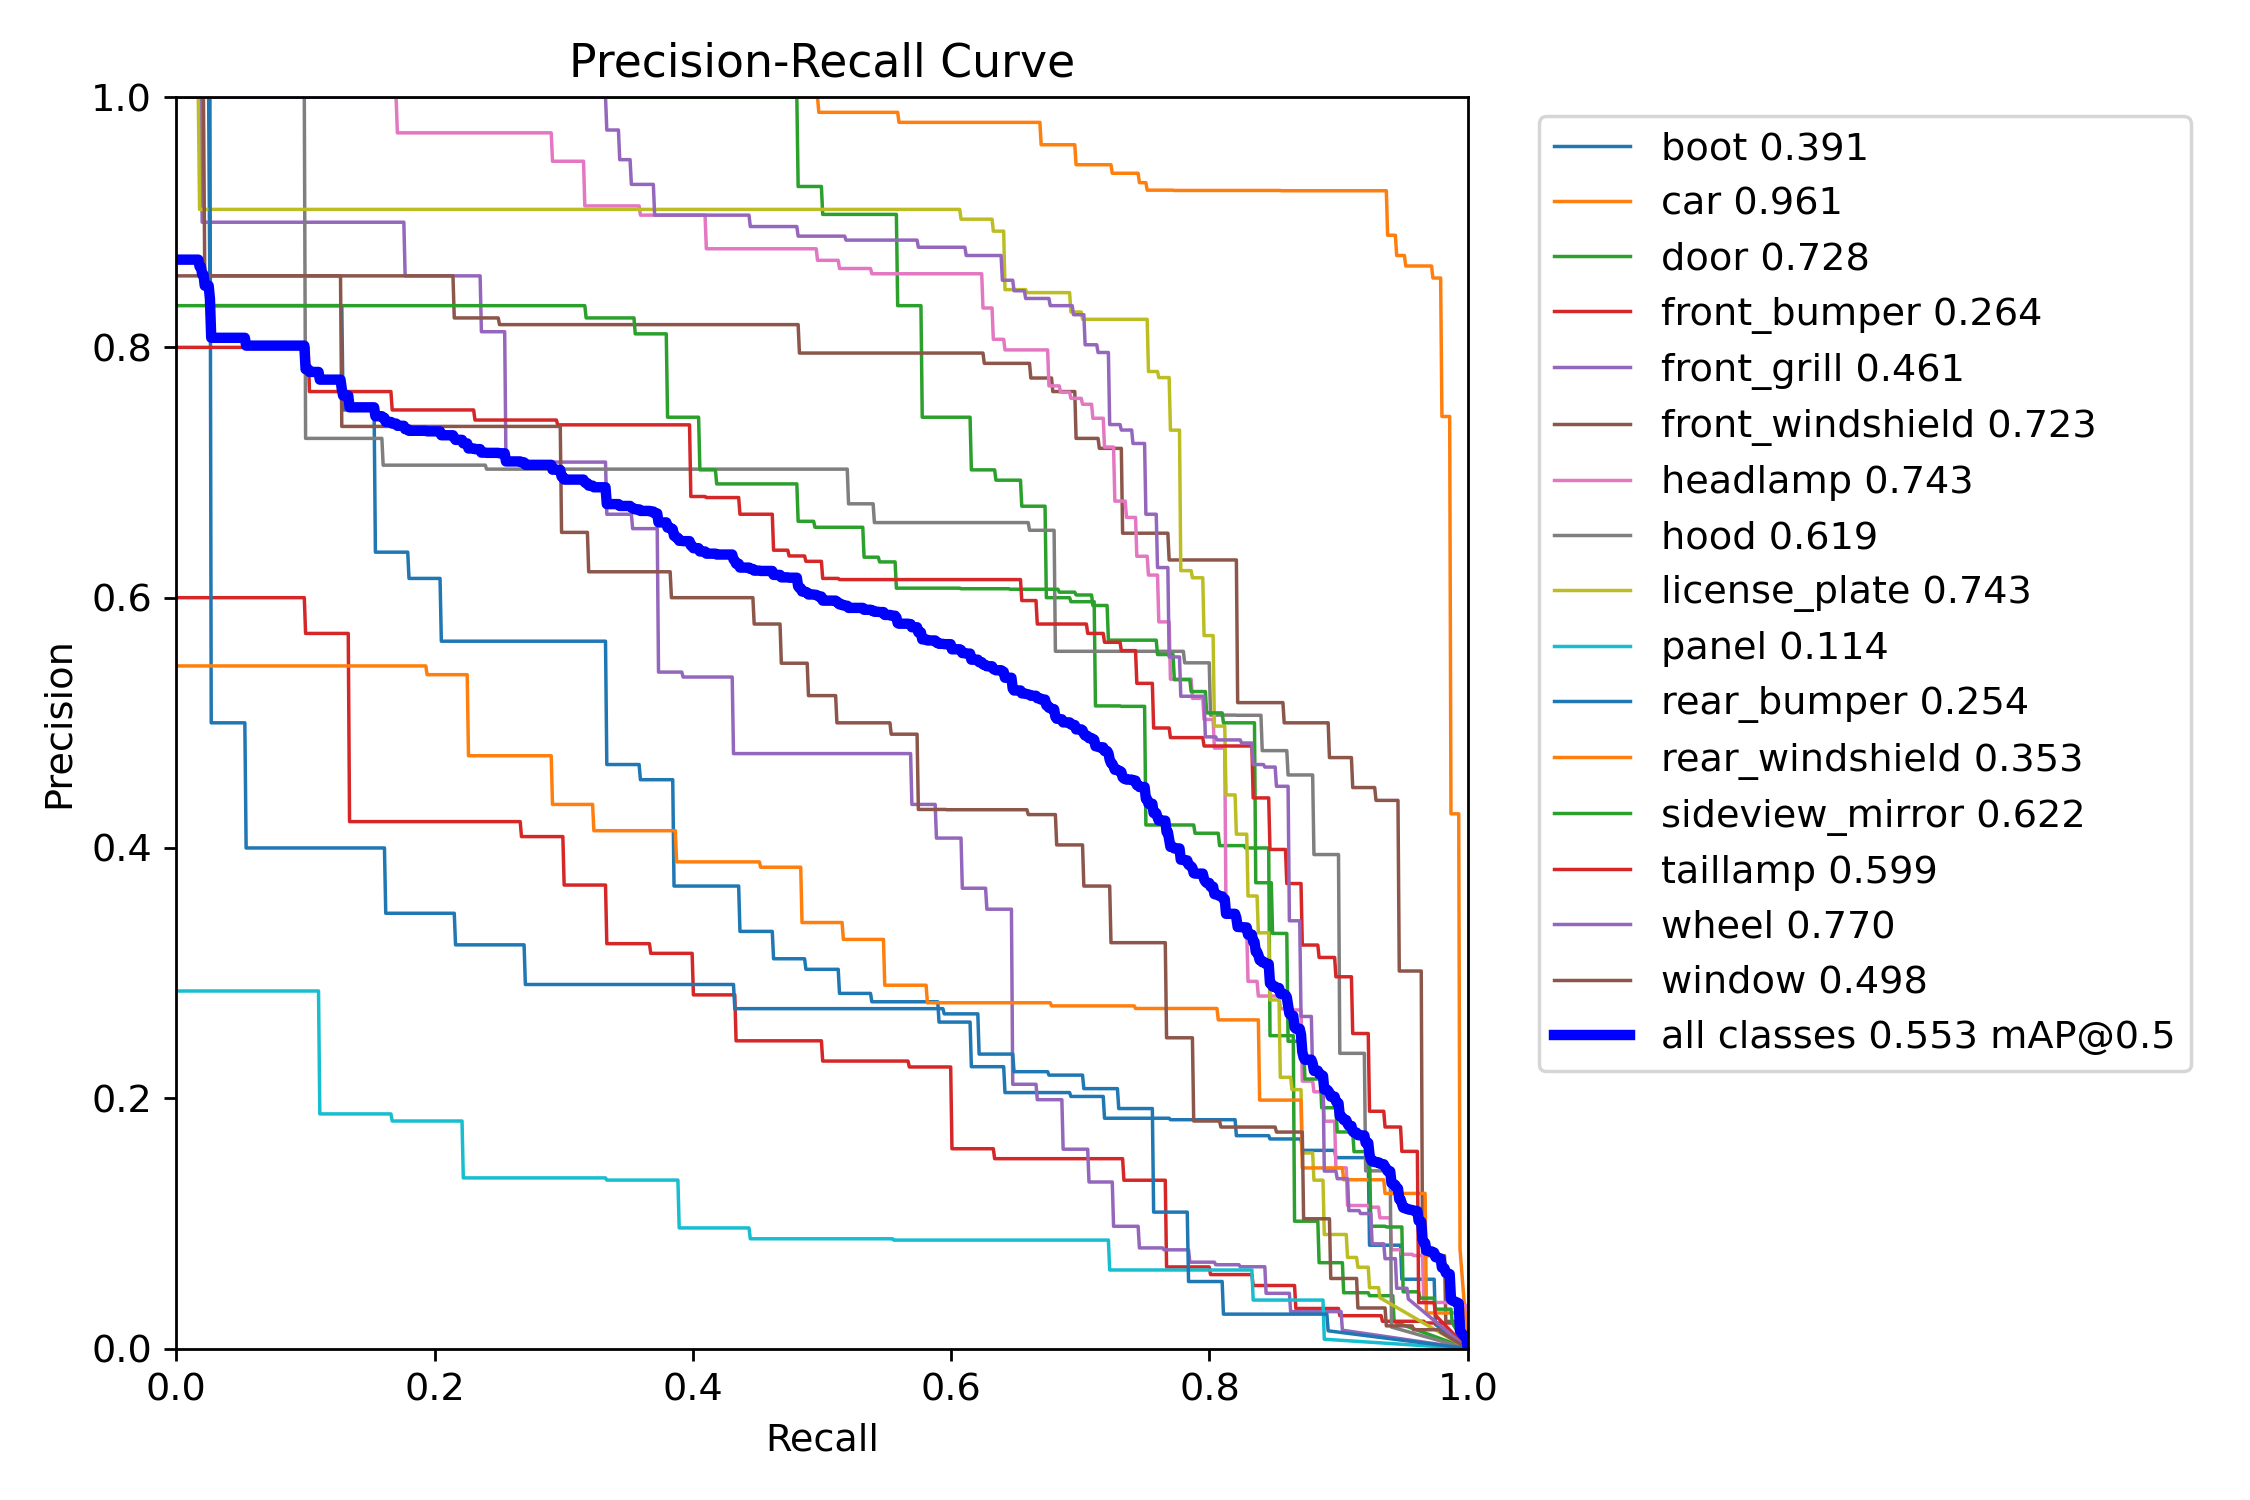 Precision-Recall Curve
1.0
0.8
0.6
0.4
0.2
0.0
Precision
0.0 0.2 0.4 0.6 0.8 1.0
Recall
boot 0.391
car 0.961
door 0.728
front_bumper 0.264
front_grill 0.461
front_windshield 0.723
headlamp 0.743
hood 0.619
license_plate 0.743
panel 0.114
rear_bumper 0.254
rear_windshield 0.353
sideview_mirror 0.622
taillamp 0.599
wheel 0.770
window 0.498
all classes 0.553 mAP@0.5